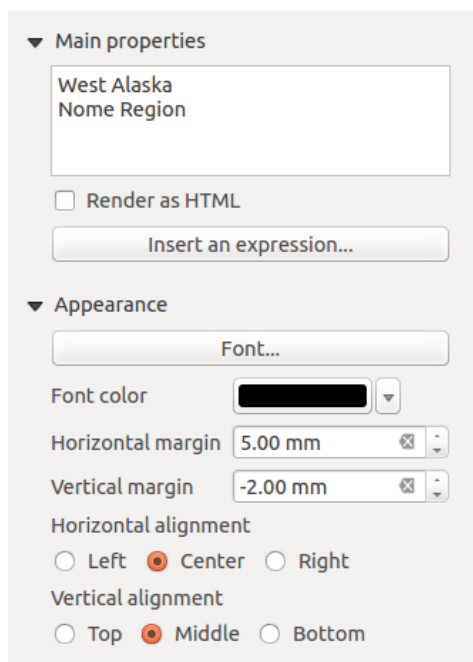 Main properties
West Alaska
Nome Region
Render as HTML
Insert an expression...
Appearance
Font...
Font color
Horizontal margin 5.00 mm
Vertical margin -2.00 mm
Horizontal alignment
Left Center Right
Vertical alignment
Top Middle Bottom